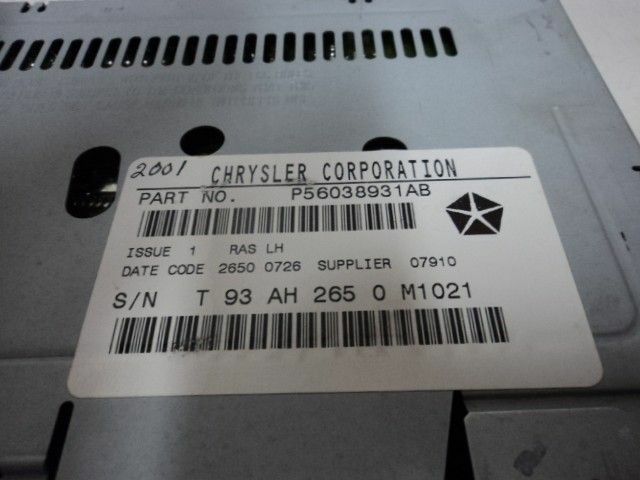 2001 CHRYSLER CORPORATION
PART NO. P56038931AB
ISSUE 1 RAS LH
DATE CODE 2650 0726 SUPPLIER 07910
S/N T 93 AH 265 0 M1021